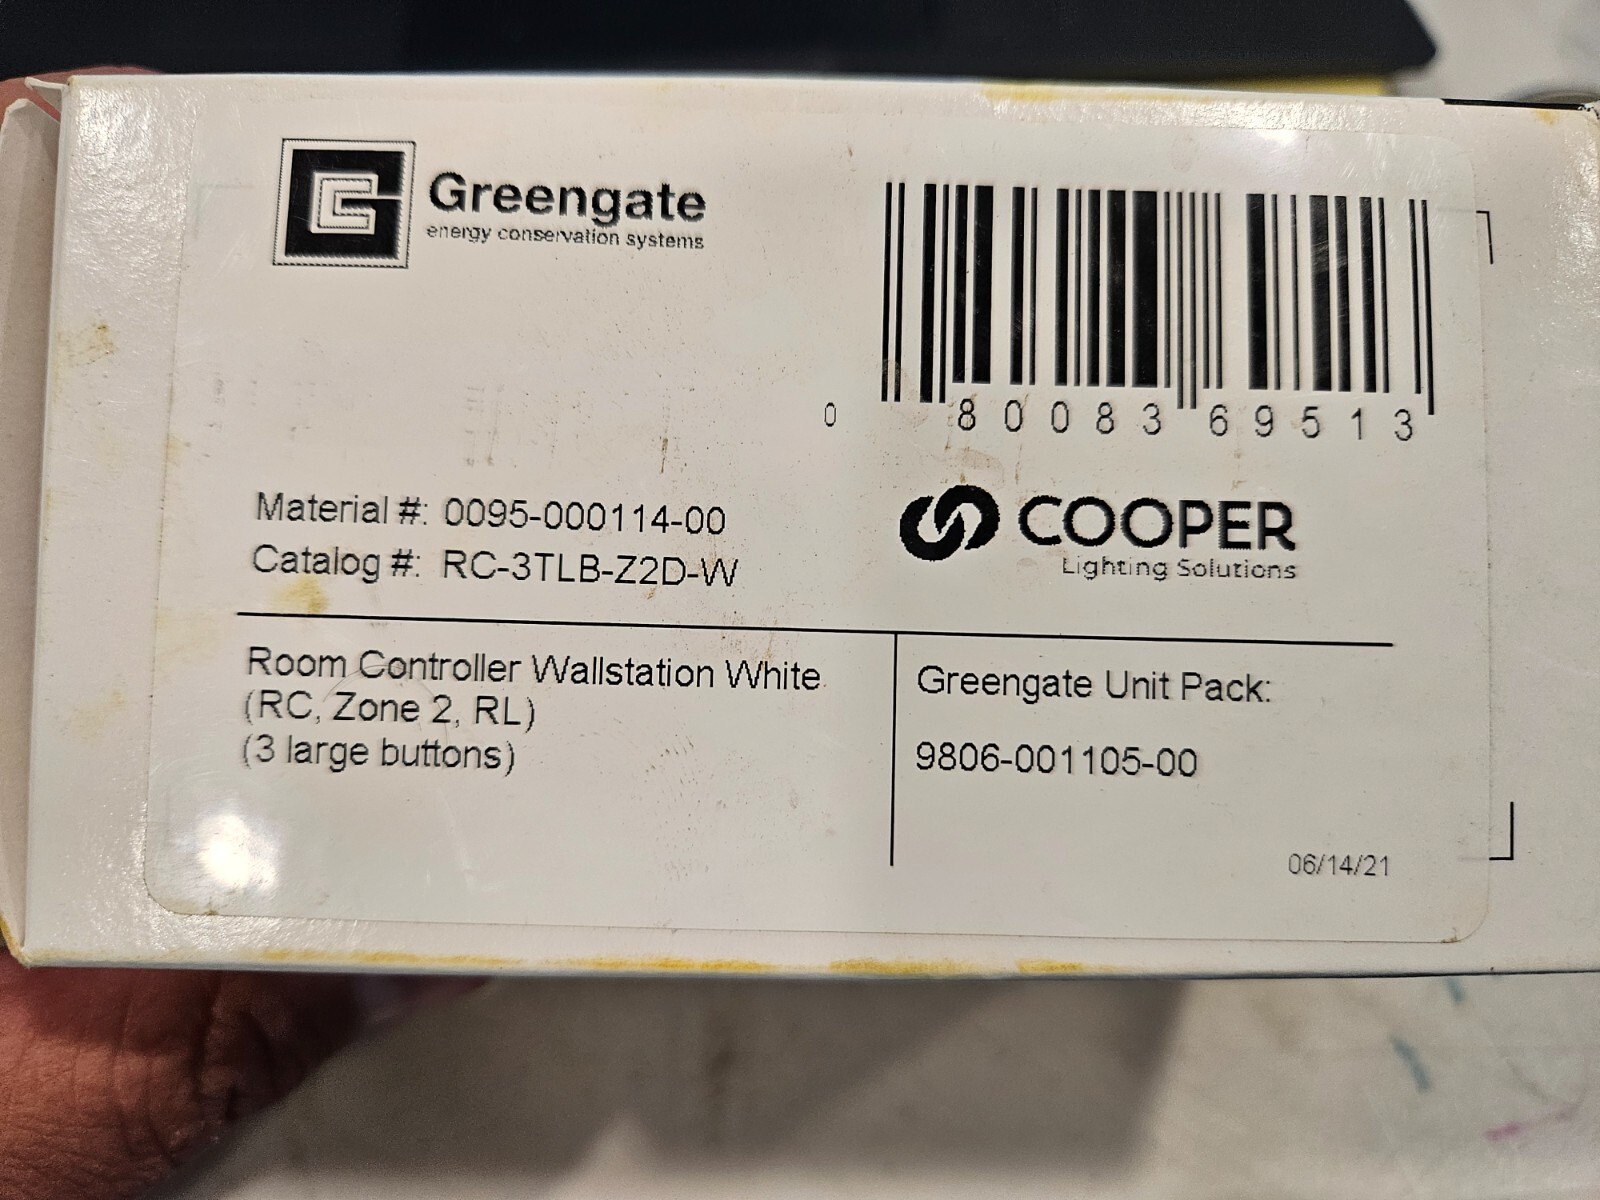 Greengate
energy conservation systems
0 80083 69513
Material #: 0095-000114-00
Catalog #: RC-3TLB-Z2D-W
COOPER
Lighting Solutions
Room Controller Wallstation White
(RC, Zone 2, RL)
(3 large buttons)
Greengate Unit Pack:
9806-001105-00
06/14/21